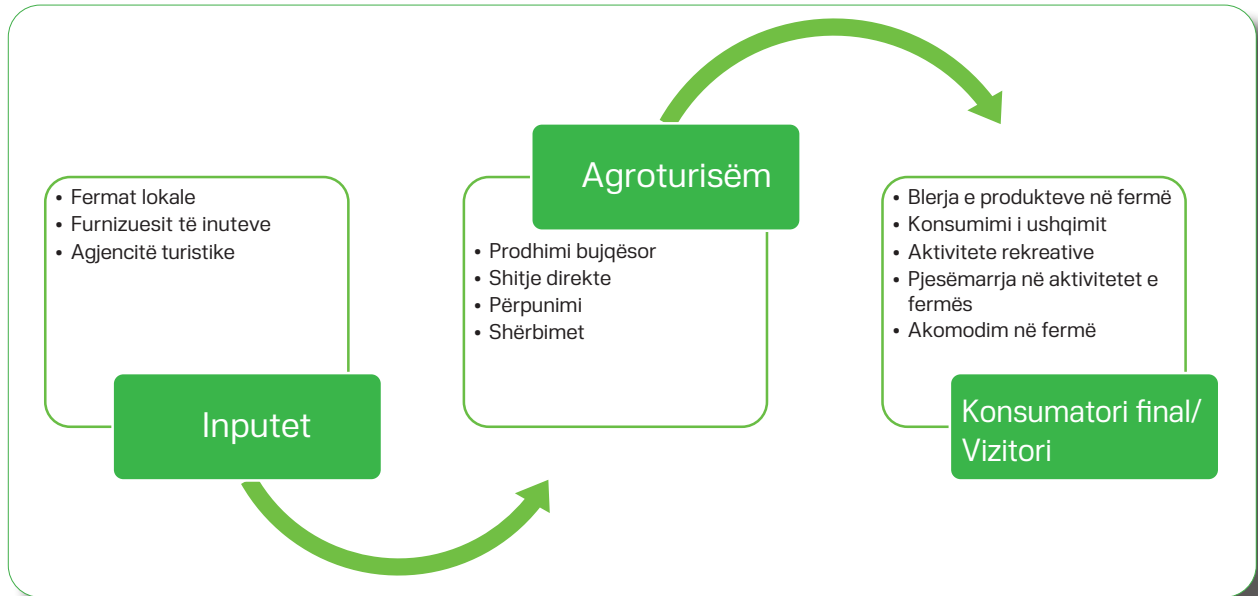 • Fermat lokale
• Furnizuesit të inuteve
• Agjencitë turistike
Inputet
Agroturisëm
• Prodhimi bujqësor
• Shitje direkte
• Përpunimi
• Shërbimet
• Blerja e produkteve në fermë
• Konsumimi i ushqimit
• Aktivitete rekreative
• Pjesëmarrja në aktivitetet e
fermës
• Akomodim në fermë
Konsumatori final/
Vizitori